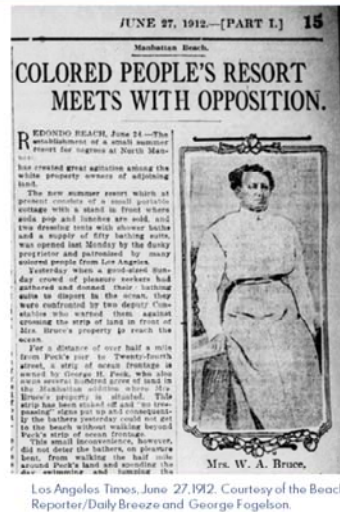 JUNE 27, 1912.—[PART I.] 15
Manhattan Beach.
COLORED PEOPLE'S RESORT
MEETS WITH OPPOSITION.
REDONDO BEACH, June 24.—The
establishment of a small summer
resort for negroes at North Man-
has created great agitation among the
white property owners of adjoining
land.
The new summer resort which at
present consists of a small portable
cottage with a stand in front where
soda pop and lunches are sold, and
two dressing tents with shower baths
and a supply of fifty bathing suits,
was opened last Monday by the dusky
proprietor and patronized by many
colored people from Los Angeles.
Yesterday when a good-sized Sun-
day crowd of pleasure seekers had
gathered and donned their bathing
suits to disport in the ocean, they
were confronted by two deputy Con-
stables who warned them against
crossing the strip of land in front of
Mrs. Bruce's property to reach the
ocean.
For a distance of over half a mile
from Peck's pier to Twenty-fourth
street, a strip of ocean frontage is
owned by George H. Peck, who also
owns several hundred acres of land in
the Manhattan addition where Mrs.
Bruce's property is situated. This
strip has been staked off and "no tres-
passing" signs put up and consequent-
ly the bathers yesterday could not get
to the beach without walking beyond
Peck's strip of ocean frontage.
This small inconvenience, however,
did not deter the bathers, on pleasure
bent, from walking the half mile
around Peck's land and spending the
day swimming and jumping the
Mrs. W. A. Bruce,
Los Angeles Times, June 27, 1912. Courtesy of the Beach
Reporter/Daily Breeze and George Fogelson.